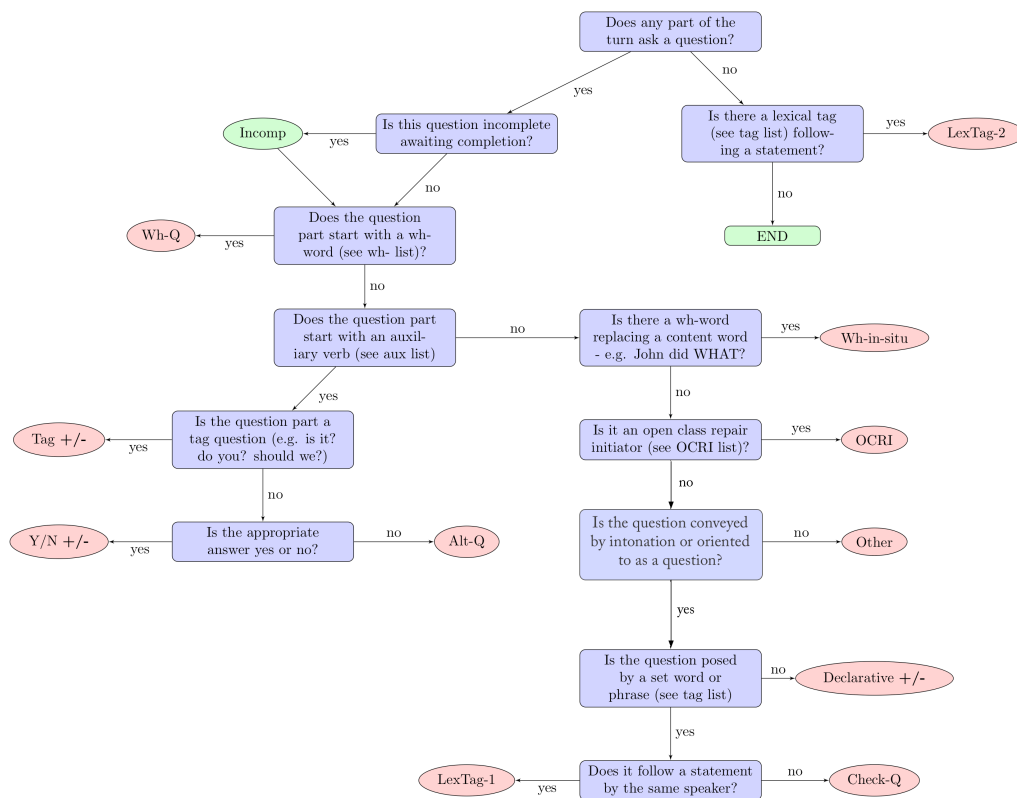 Does any part of the
turn ask a question?
yes
no
Incomp
yes
Is this question incomplete
awaiting completion?
Is there a lexical tag
(see tag list) follow-
ing a statement?
yes
LexTag-2
no
no
END
Wh-Q
yes
Does the question
part start with a wh-
word (see wh- list)?
no
Does the question part
start with an auxil-
iary verb (see aux list)
no
Is there a wh-word
replacing a content word
- e.g. John did WHAT?
yes
Wh-in-situ
yes
no
Tag +/-
yes
Is the question part a
tag question (e.g. is it?
do you? should we?)
Is it an open class repair
initiator (see OCRI list)?
yes
OCRI
no
no
Y/N +/-
yes
Is the appropriate
answer yes or no?
no
Alt-Q
Is the question conveyed
by intonation or oriented
to as a question?
no
Other
yes
Is the question posed
by a set word or
phrase (see tag list)
no
Declarative +/-
yes
LexTag-1
yes
Does it follow a statement
by the same speaker?
no
Check-Q